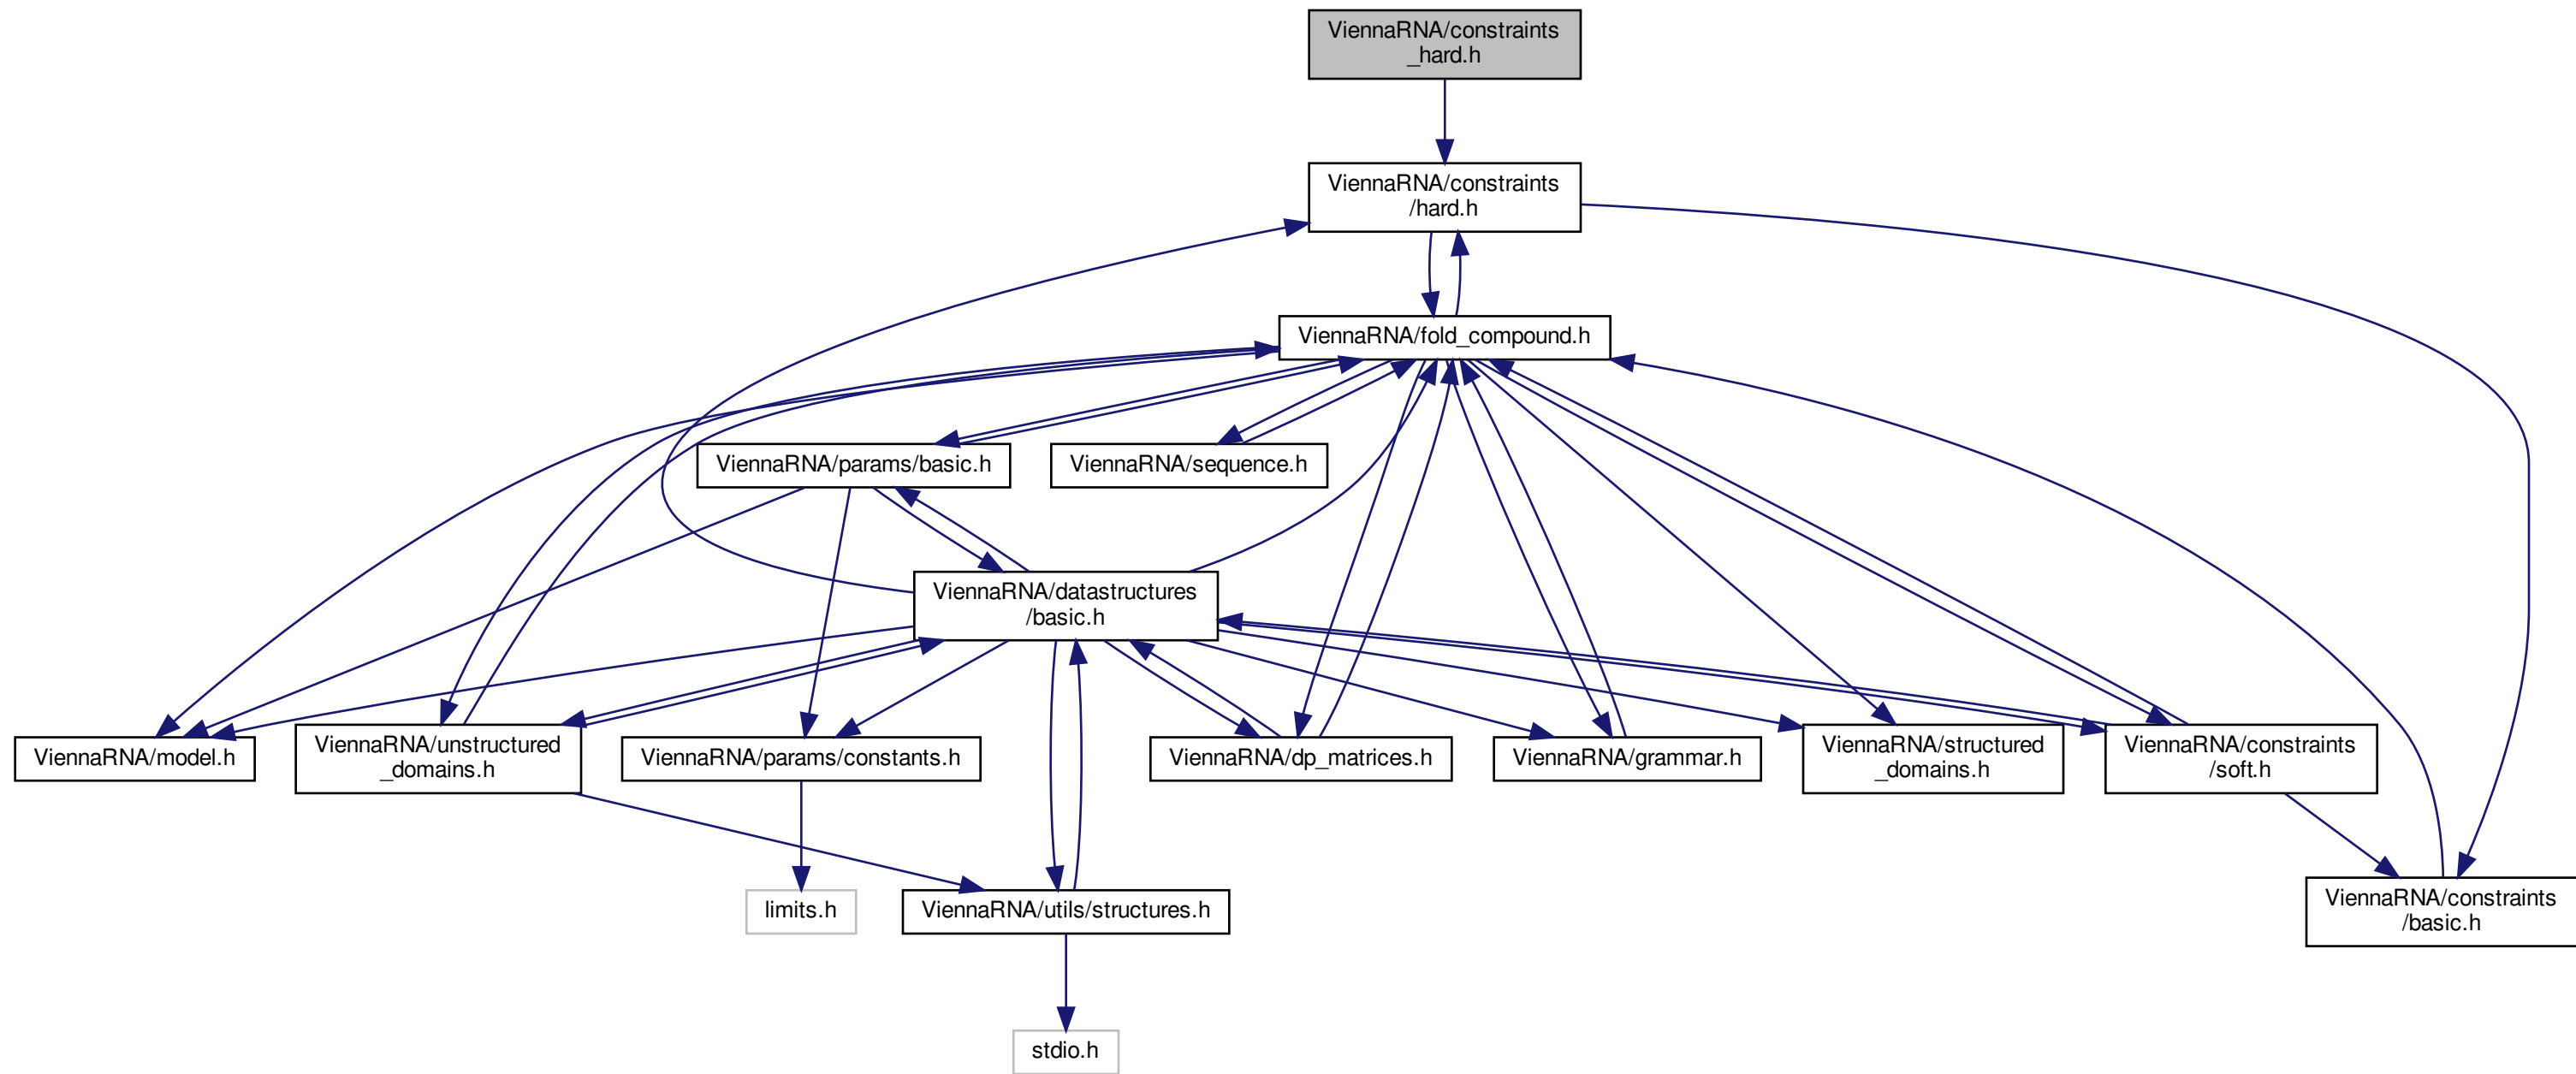 ViennaRNA/constraints
_hard.h
ViennaRNA/constraints
/hard.h
ViennaRNA/fold_compound.h
ViennaRNA/params/basic.h
ViennaRNA/sequence.h
ViennaRNA/datastructures
/basic.h
ViennaRNA/model.h
ViennaRNA/unstructured
_domains.h
ViennaRNA/params/constants.h
ViennaRNA/dp_matrices.h
ViennaRNA/grammar.h
ViennaRNA/structured
_domains.h
ViennaRNA/constraints
/soft.h
limits.h
ViennaRNA/utils/structures.h
ViennaRNA/constraints
/basic.h
stdio.h